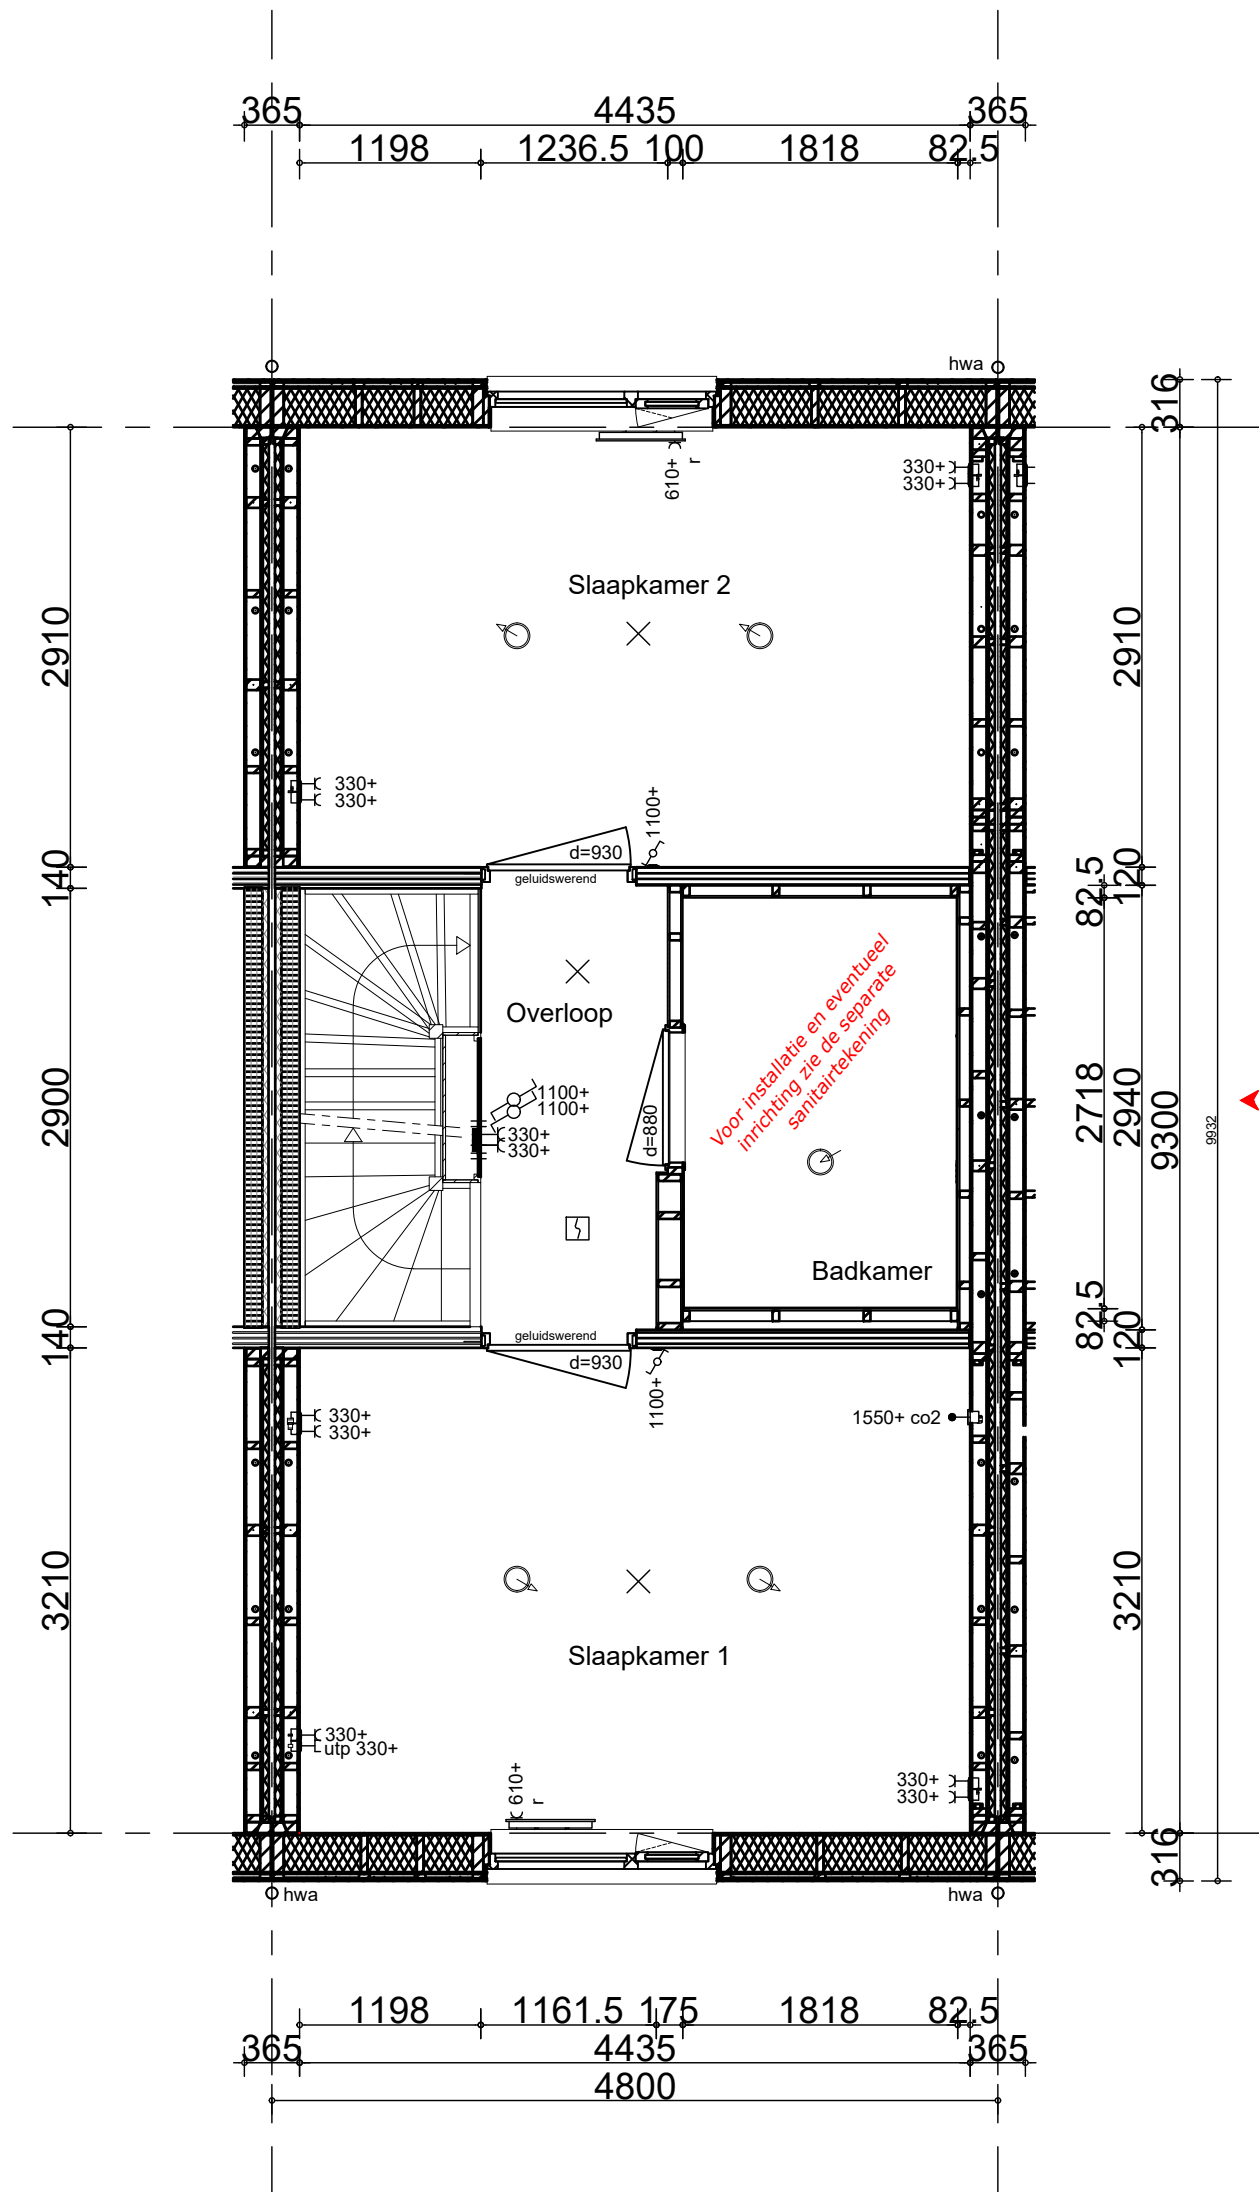 365 4435 365
1198 1236.5 100 1818 82.5
hwa
316
610+
r
330+
330+
Slaapkamer 2
2910
2910
330+
330+
1100+
d=930
geluidswerend
140
82.5
120
Voor installatie en eventueel
inrichting zie de separate
sanitairtekening
Overloop
1100+
1100+
330+
330+
d=880
2900
2718
2940
9300
9932
Badkamer
geluidswerend
d=930
140
82.5
120
1100+
330+
330+
1550+ co2
3210
3210
Slaapkamer 1
330+
utp 330+
610+
r
330+
330+
316
hwa
hwa
1198 1161.5 175 1818 82.5
365 4435 365
4800